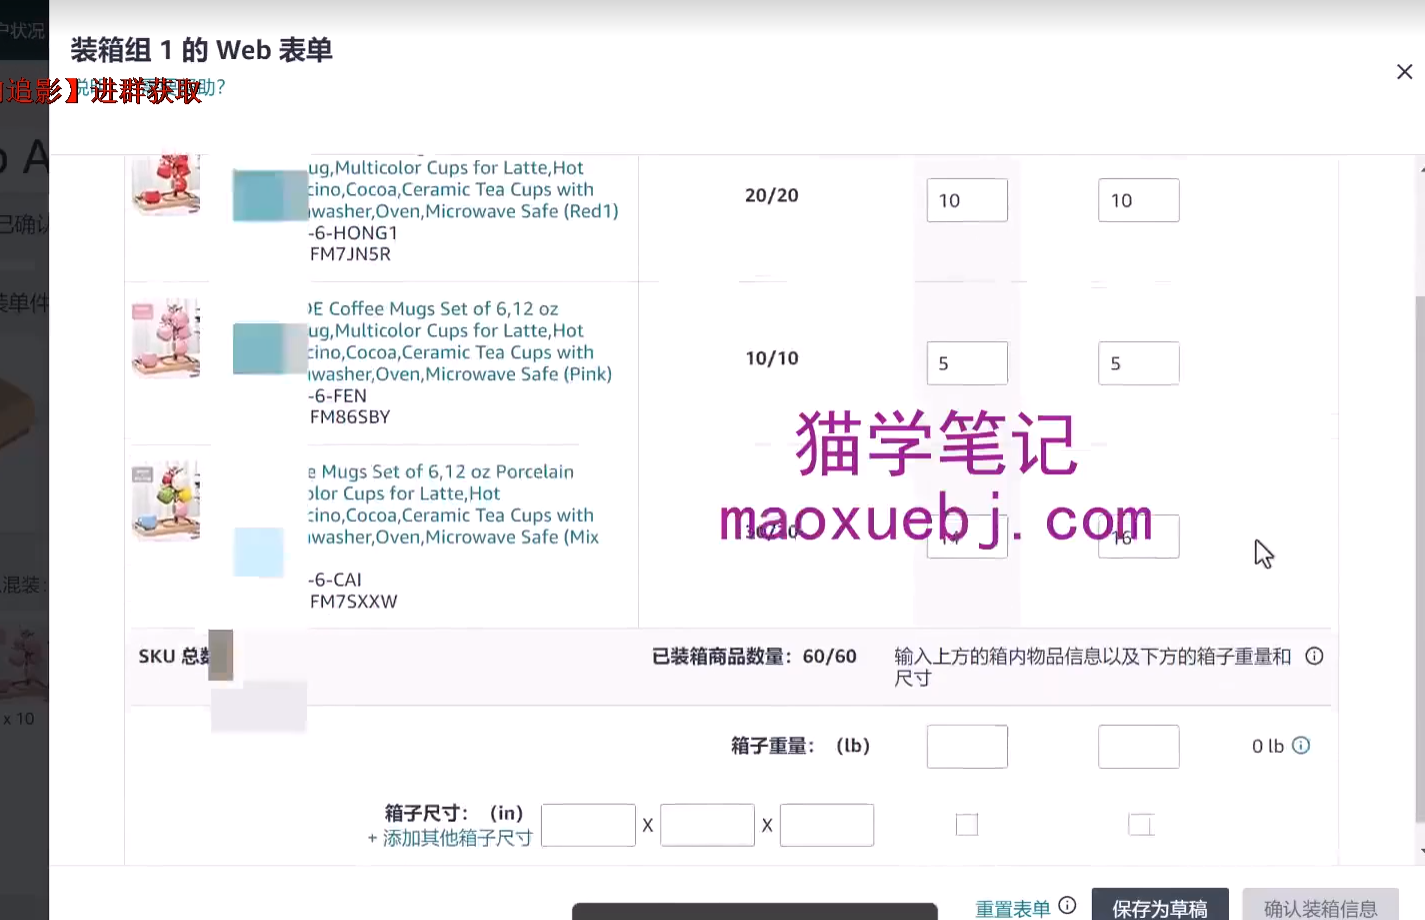 户状况
装箱组 1 的 Web 表单
追影】进群获取
助?
已确认
ug,Multicolor Cups for Latte,Hot
cino,Cocoa,Ceramic Tea Cups with
washer,Oven,Microwave Safe (Red1)
-6-HONG1
FM7JN5R
20/20
10
10
装单件
DE Coffee Mugs Set of 6,12 oz
ug,Multicolor Cups for Latte,Hot
cino,Cocoa,Ceramic Tea Cups with
washer,Oven,Microwave Safe (Pink)
-6-FEN
FM86SBY
10/10
5
5
猫学笔记
maoxuebj.com
e Mugs Set of 6,12 oz Porcelain
olor Cups for Latte,Hot
cino,Cocoa,Ceramic Tea Cups with
washer,Oven,Microwave Safe (Mix
-6-CAI
FM7SXXW
30/30
14
16
混装:
SKU 总数
已装箱商品数量: 60/60
输入上方的箱内物品信息以及下方的箱子重量和
尺寸
x 10
箱子重量: (lb)
0 lb
箱子尺寸: (in)
+ 添加其他箱子尺寸
X
X
重置表单
保存为草稿
确认装箱信息